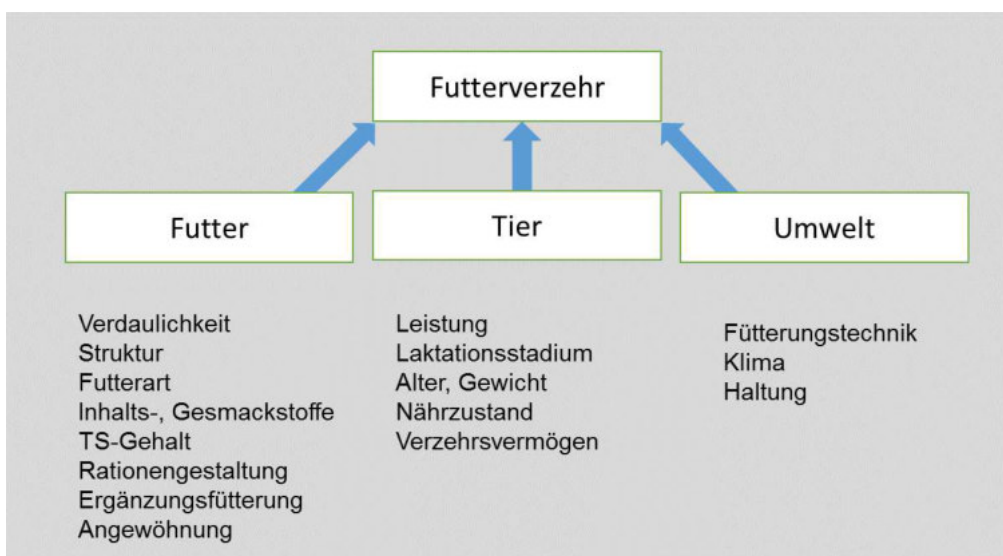 Futterverzehr
Futter
Tier
Umwelt
Verdaulichkeit
Struktur
Futterart
Inhalts-, Gesmackstoffe
TS-Gehalt
Rationengestaltung
Ergänzungsfütterung
Angewöhnung
Leistung
Laktationsstadium
Alter, Gewicht
Nährzustand
Verzehrsvermögen
Fütterungstechnik
Klima
Haltung